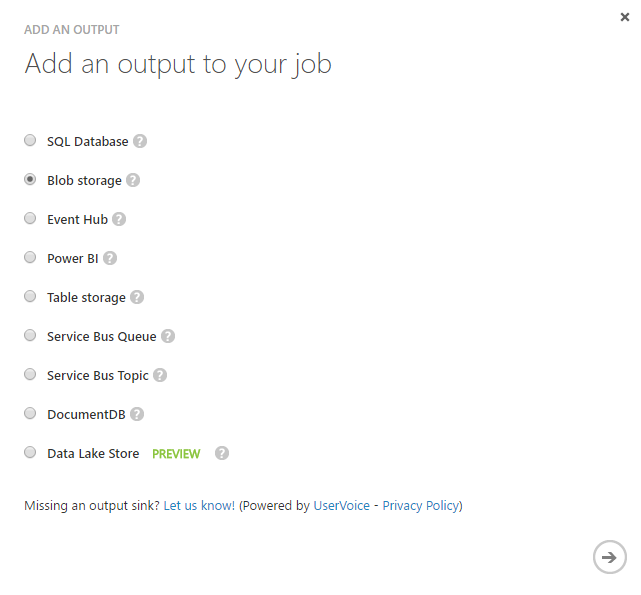 ADD AN OUTPUT
Add an output to your job
SQL Database ?
Blob storage ?
Event Hub ?
Power BI ?
Table storage ?
Service Bus Queue ?
Service Bus Topic ?
DocumentDB ?
Data Lake Store PREVIEW ?
Missing an output sink? Let us know! (Powered by UserVoice - Privacy Policy)